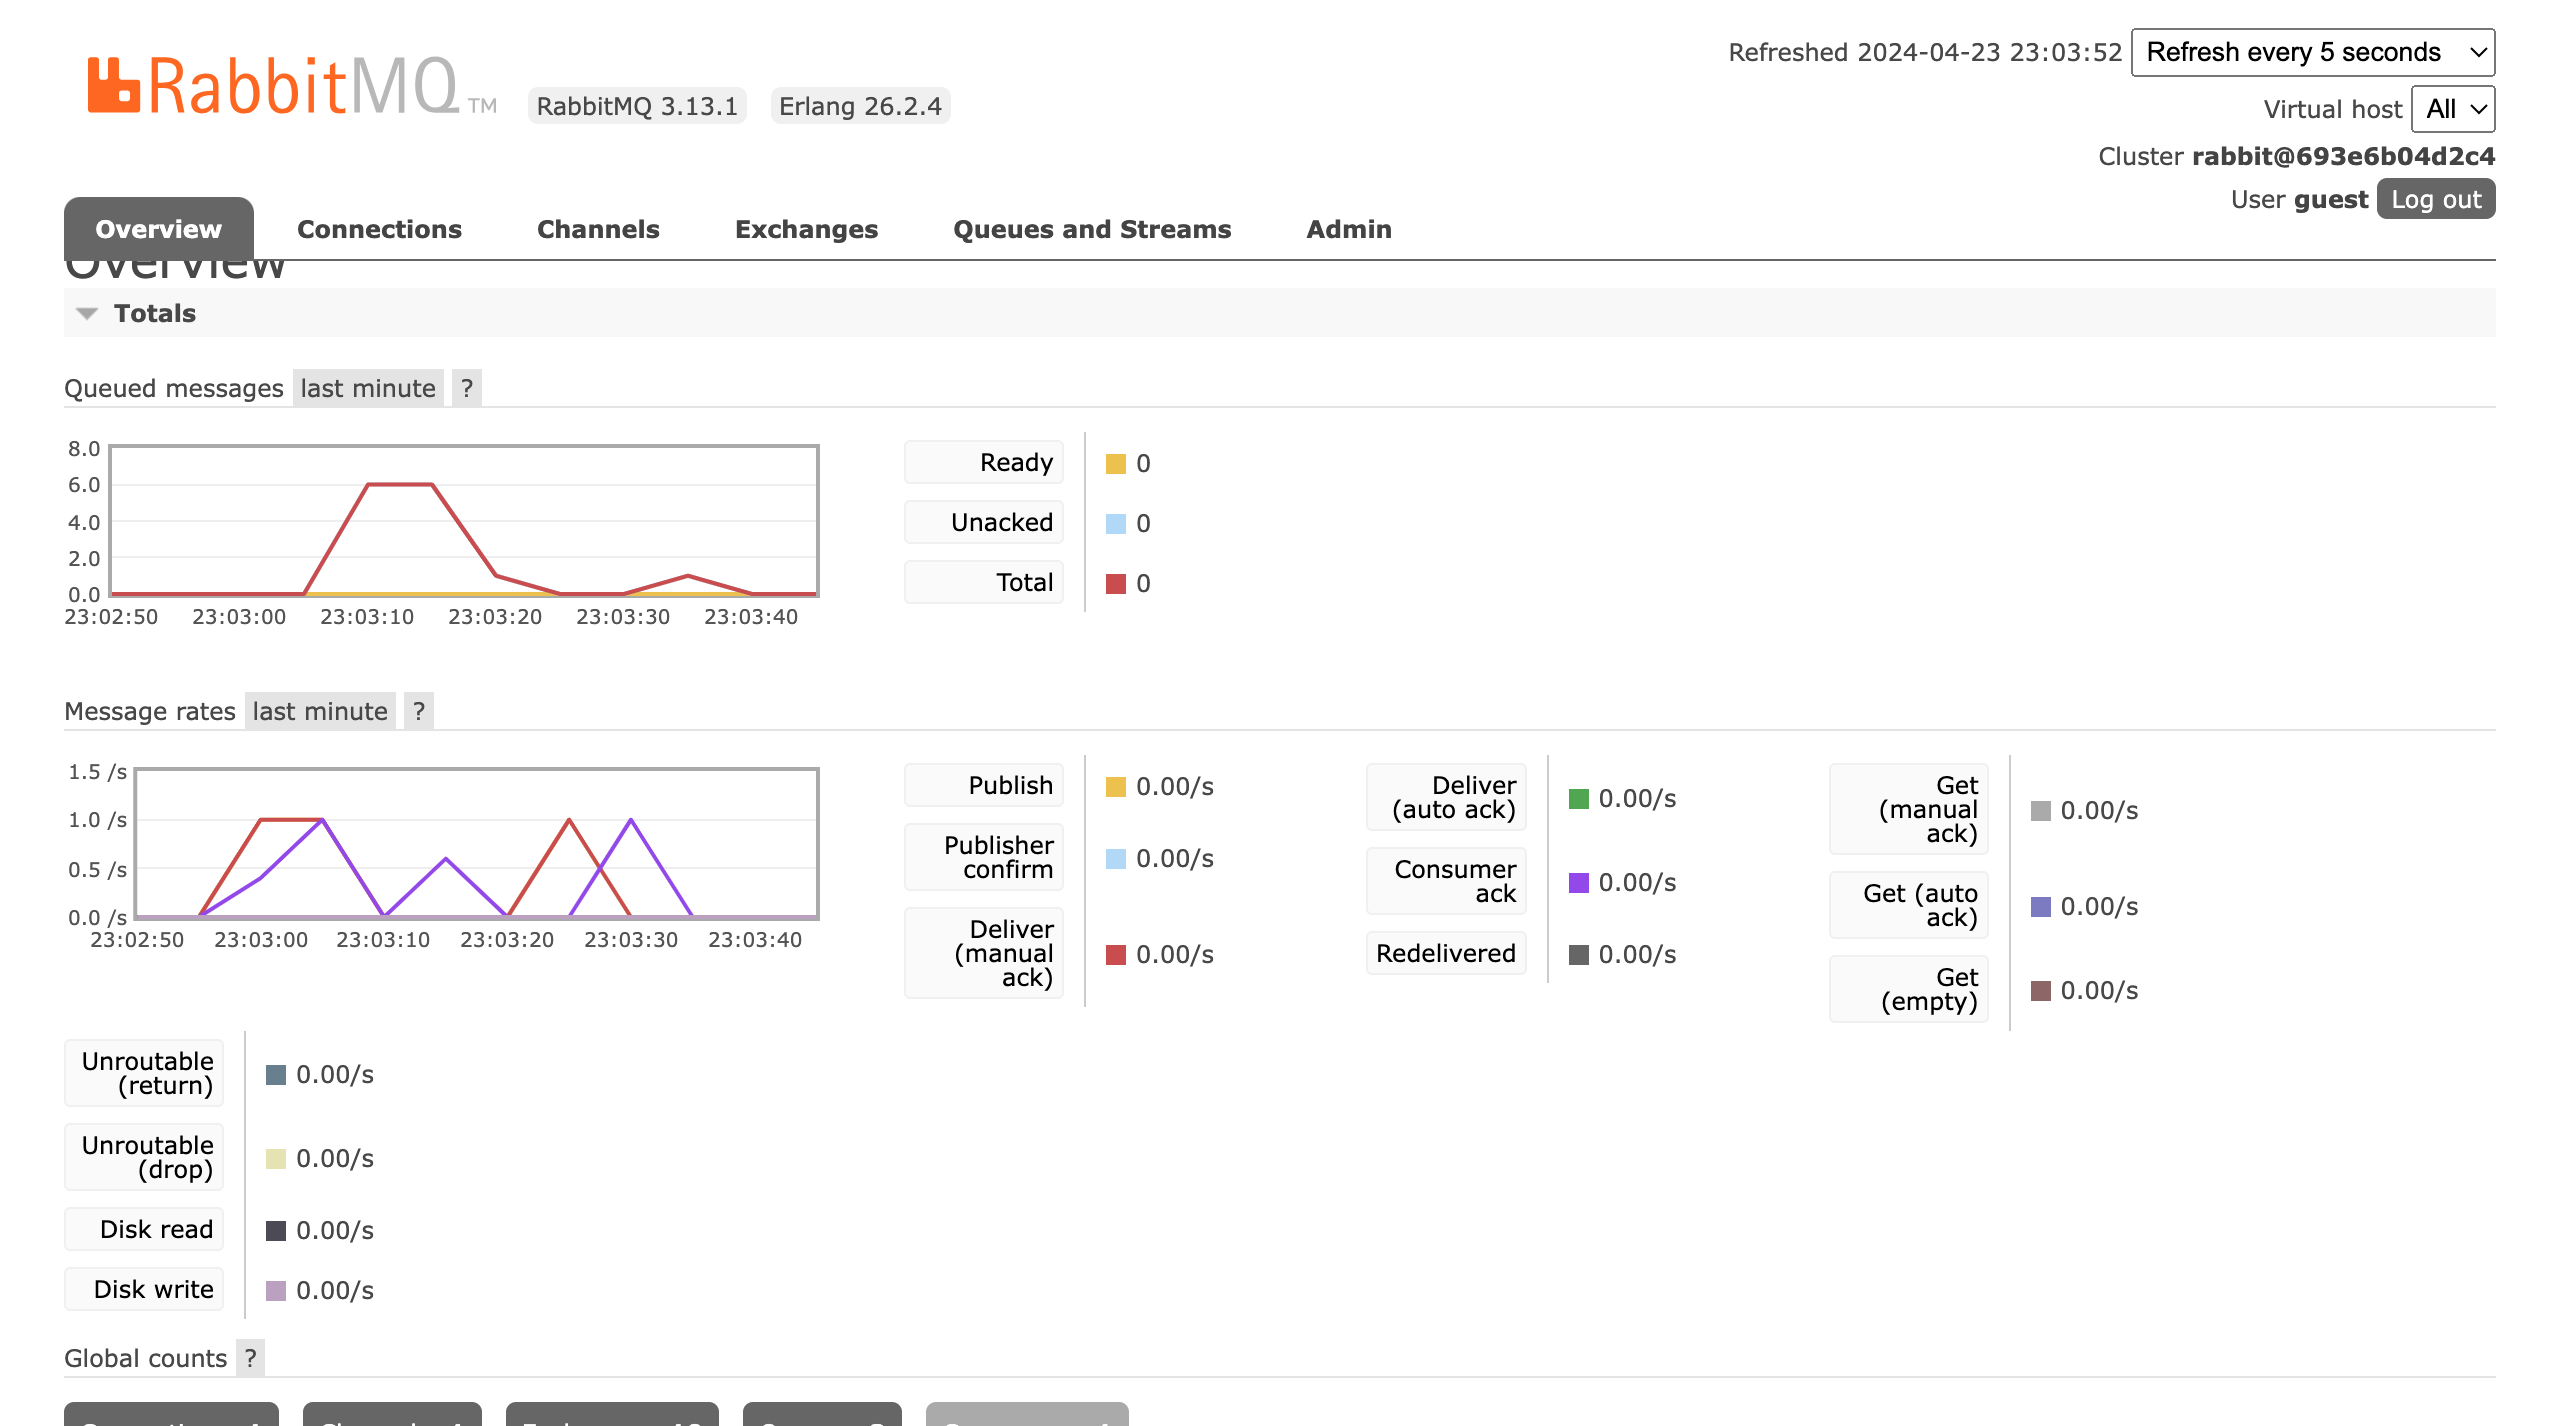 RabbitMQ TM
RabbitMQ 3.13.1
Erlang 26.2.4
Refreshed 2024-04-23 23:03:52
Refresh every 5 seconds
Virtual host All
Cluster rabbit@693e6b04d2c4
User guest Log out
Overview
Connections
Channels
Exchanges
Queues and Streams
Admin
Overview
Totals
Queued messages last minute ?
8.0
6.0
4.0
2.0
0.0
23:02:50 23:03:00 23:03:10 23:03:20 23:03:30 23:03:40
Ready 0
Unacked 0
Total 0
Message rates last minute ?
1.5 /s
1.0 /s
0.5 /s
0.0 /s
23:02:50 23:03:00 23:03:10 23:03:20 23:03:30 23:03:40
Publish 0.00/s
Publisher
confirm 0.00/s
Deliver
(manual
ack) 0.00/s
Deliver
(auto ack) 0.00/s
Consumer
ack 0.00/s
Redelivered 0.00/s
Get
(manual
ack) 0.00/s
Get (auto
ack) 0.00/s
Get
(empty) 0.00/s
Unroutable
(return) 0.00/s
Unroutable
(drop) 0.00/s
Disk read 0.00/s
Disk write 0.00/s
Global counts ?